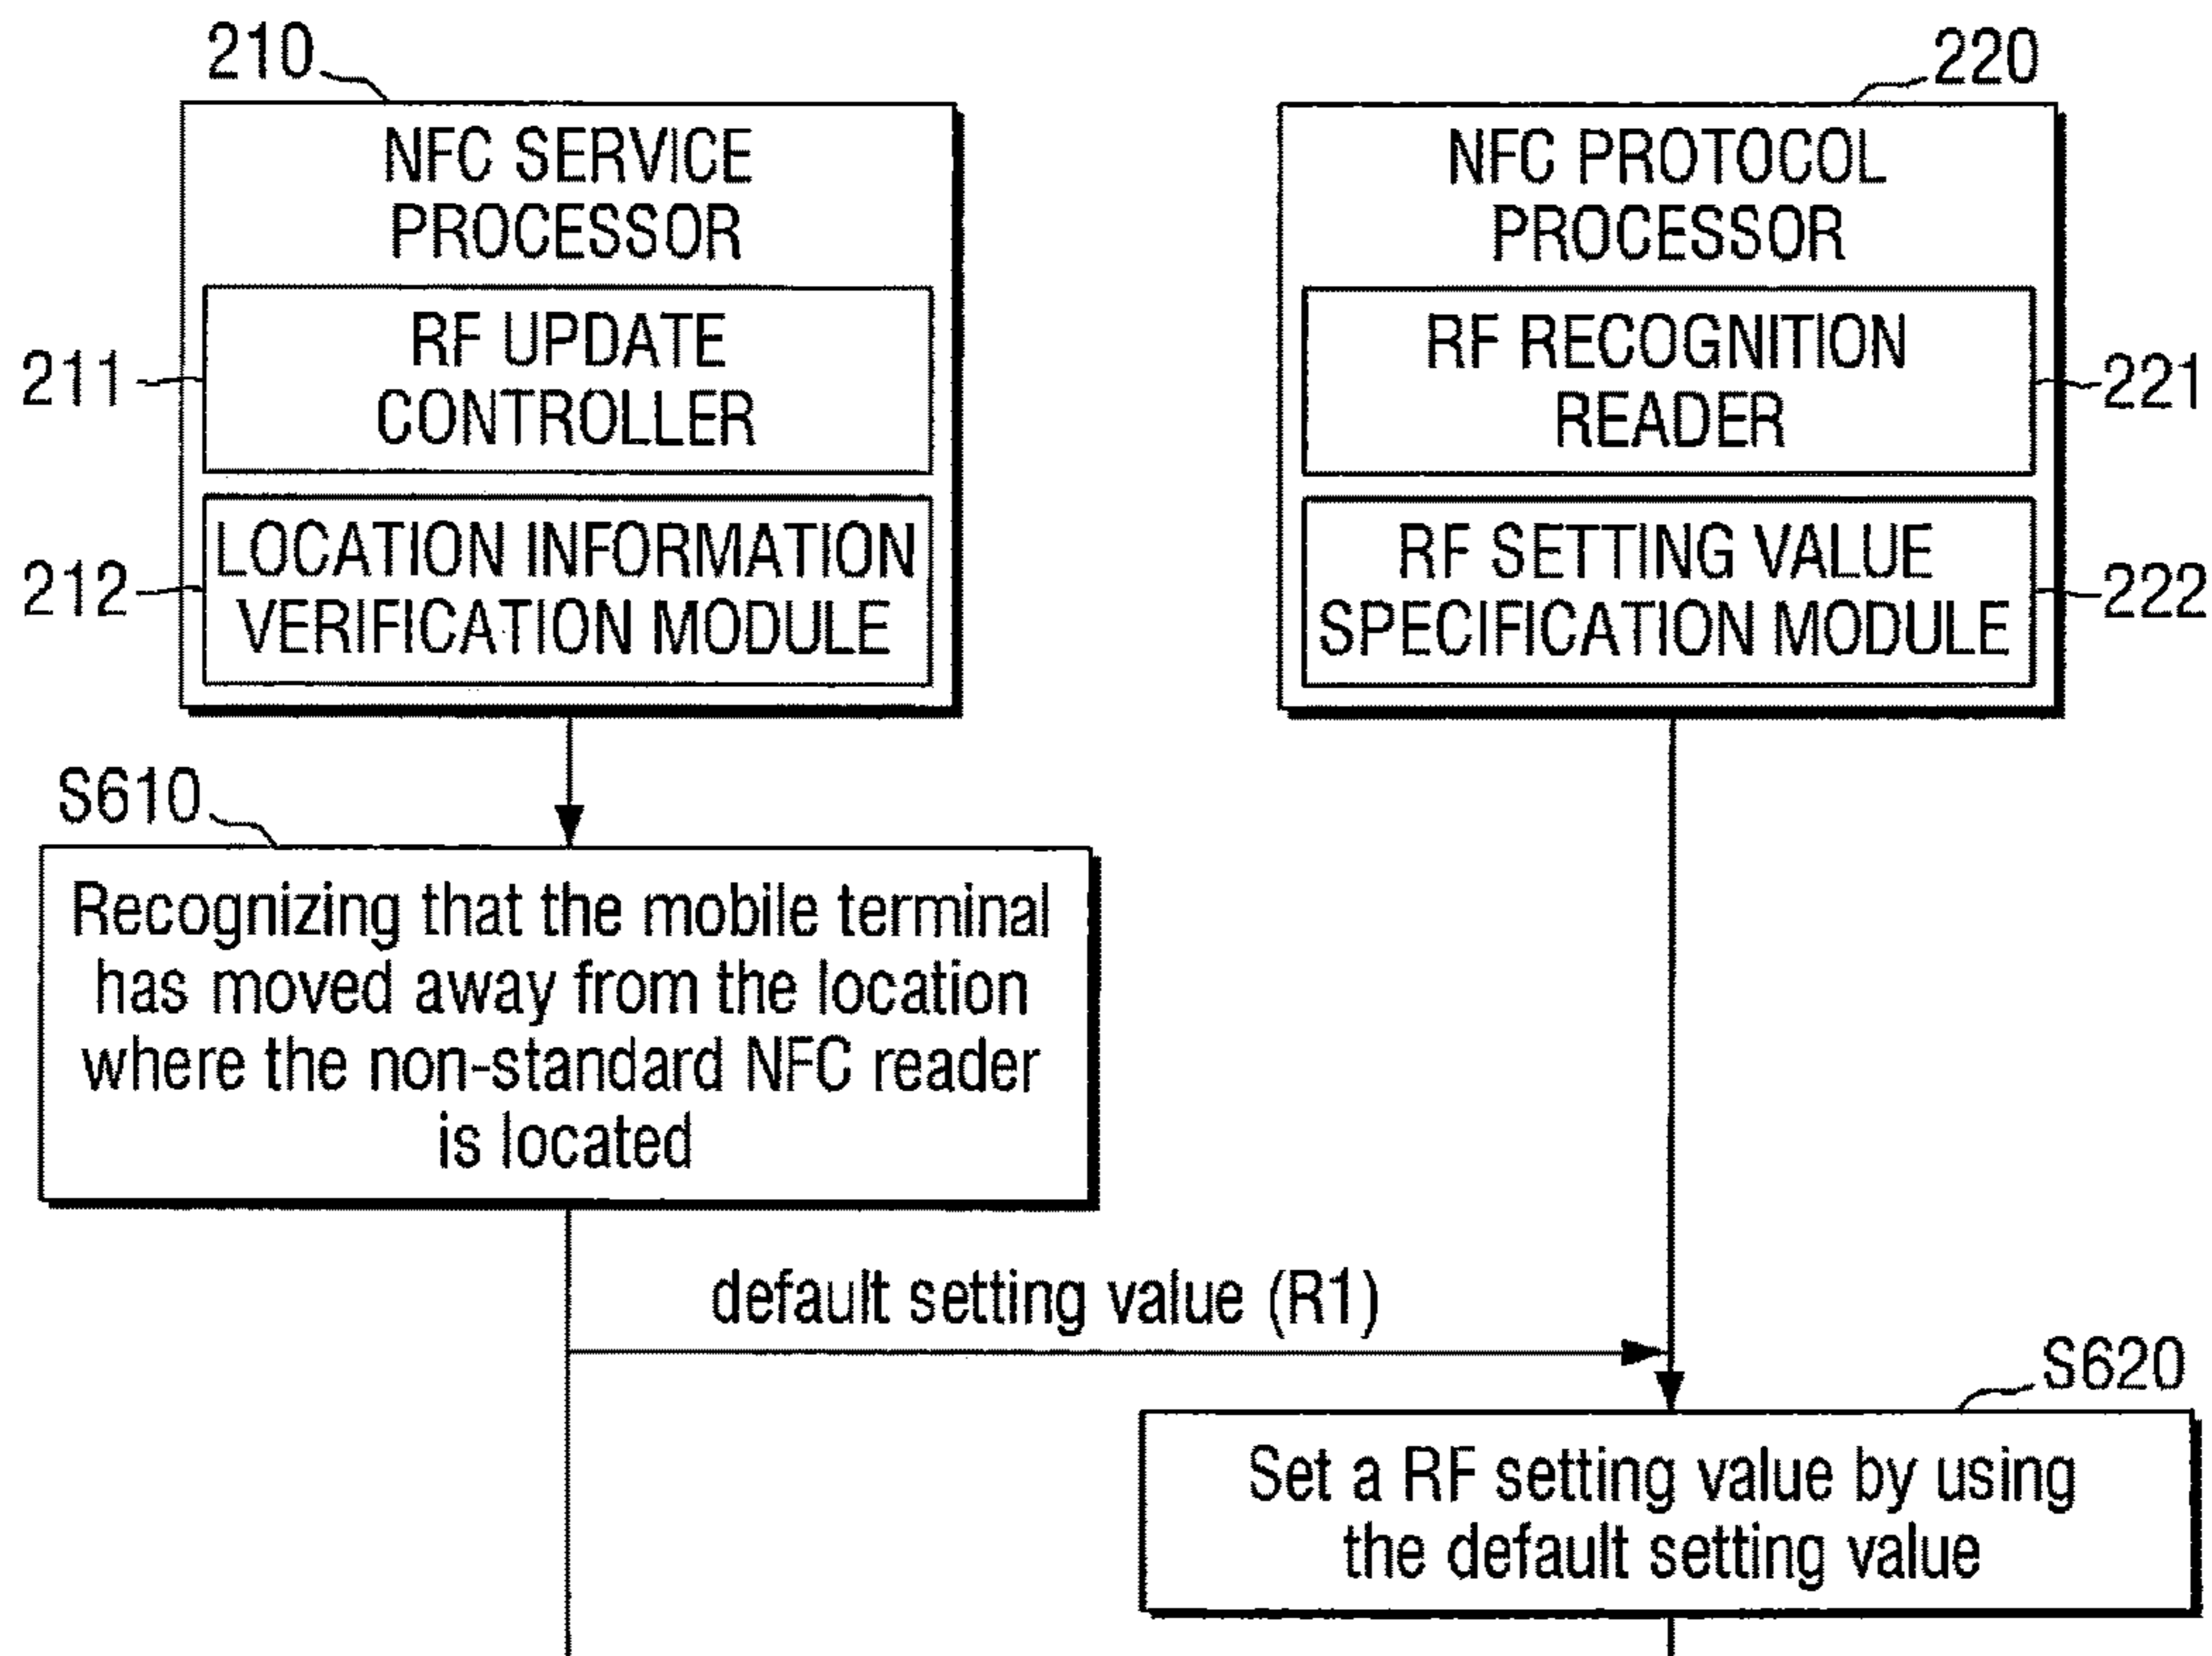 210
220
NFC SERVICE
PROCESSOR
NFC PROTOCOL
PROCESSOR
RF UPDATE
CONTROLLER
211
RF RECOGNITION
READER
221
LOCATION INFORMATION
VERIFICATION MODULE
212
RF SETTING VALUE
SPECIFICATION MODULE
222
S610
Recognizing that the mobile terminal
has moved away from the location
where the non-standard NFC reader
is located
default setting value (R1)
S620
Set a RF setting value by using
the default setting value